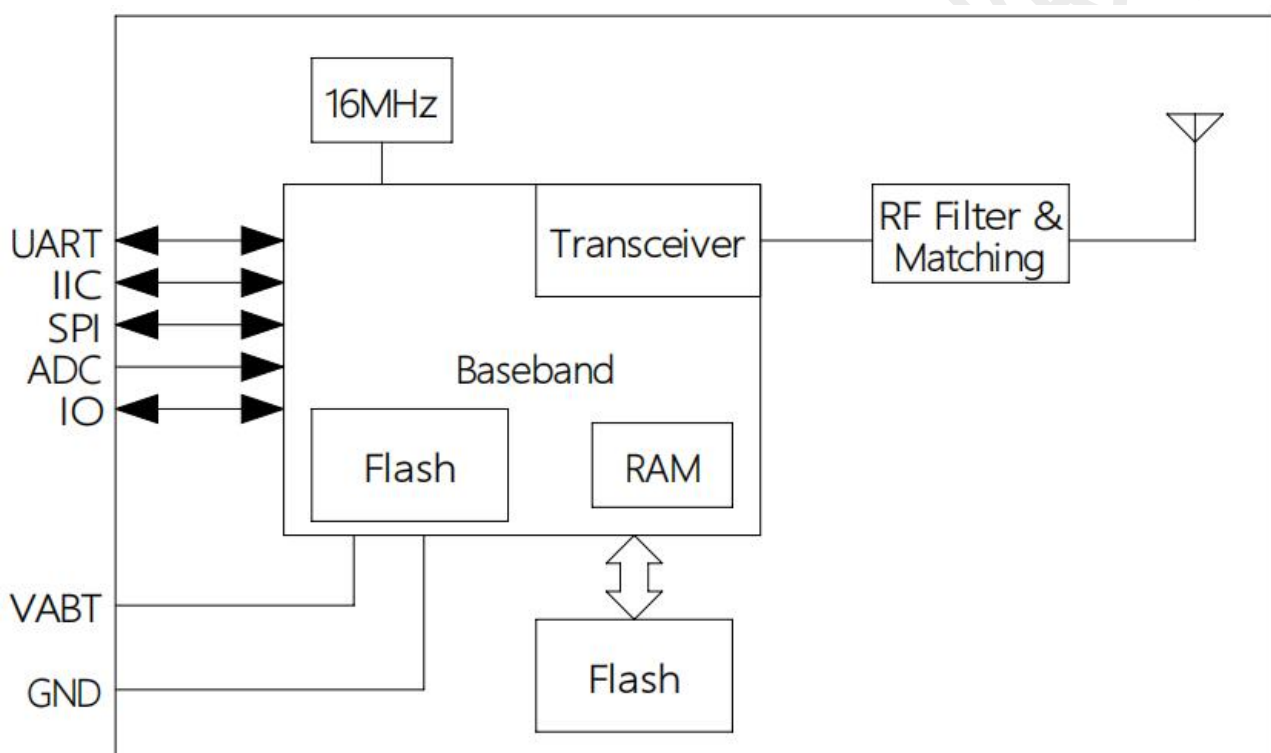 16MHz
UART
IIC
SPI
ADC
IO
VABT
GND
Transceiver
RF Filter &
Matching
Baseband
Flash
RAM
Flash